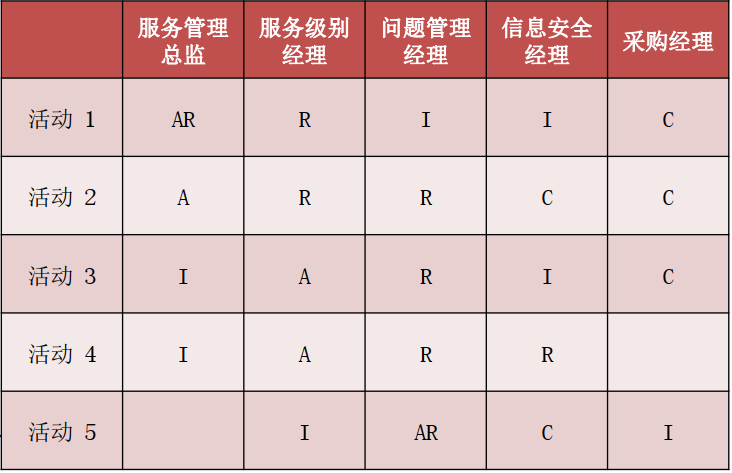 服务管理总监 服务级别经理 问题管理经理 信息安全经理 采购经理
活动 1 AR R I I C
活动 2 A R R C C
活动 3 I A R I C
活动 4 I A R R
活动 5 I AR C I